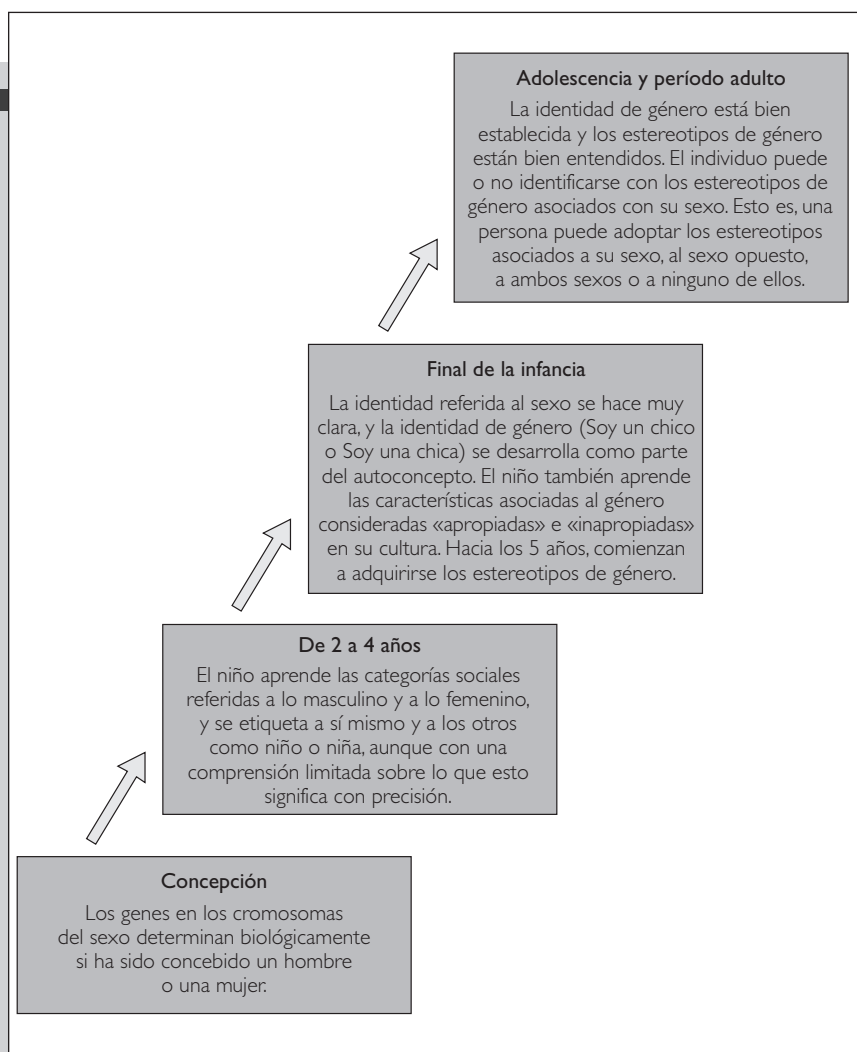 Adolescencia y período adulto
La identidad de género está bien
establecida y los estereotipos de género
están bien entendidos. El individuo puede
o no identificarse con los estereotipos de
género asociados con su sexo. Esto es, una
persona puede adoptar los estereotipos
asociados a su sexo, al sexo opuesto,
a ambos sexos o a ninguno de ellos.
Final de la infancia
La identidad referida al sexo se hace muy
clara, y la identidad de género (Soy un chico
o Soy una chica) se desarrolla como parte
del autoconcepto. El niño también aprende
las características asociadas al género
consideradas «apropiadas» e «inapropiadas»
en su cultura. Hacia los 5 años, comienzan
a adquirirse los estereotipos de género.
De 2 a 4 años
El niño aprende las categorías sociales
referidas a lo masculino y a lo femenino,
y se etiqueta a sí mismo y a los otros
como niño o niña, aunque con una
comprensión limitada sobre lo que esto
significa con precisión.
Concepción
Los genes en los cromosomas
del sexo determinan biológicamente
si ha sido concebido un hombre
o una mujer.